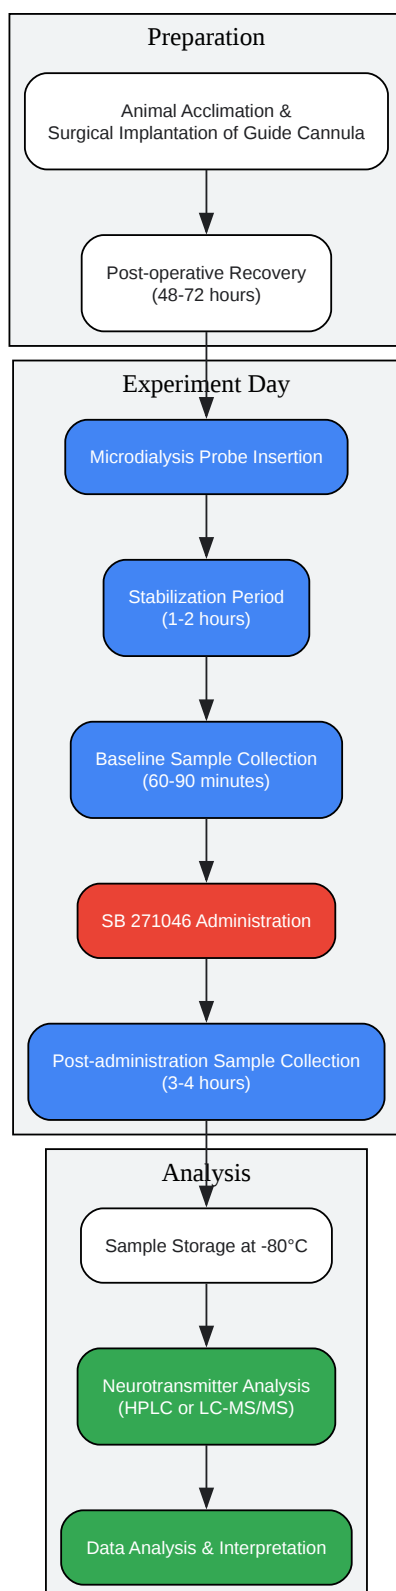 Preparation
Animal Acclimation &
Surgical Implantation of Guide Cannula
Post-operative Recovery
(48-72 hours)
Experiment Day
Microdialysis Probe Insertion
Stabilization Period
(1-2 hours)
Baseline Sample Collection
(60-90 minutes)
SB 271046 Administration
Post-administration Sample Collection
(3-4 hours)
Analysis
Sample Storage at -80°C
Neurotransmitter Analysis
(HPLC or LC-MS/MS)
Data Analysis & Interpretation